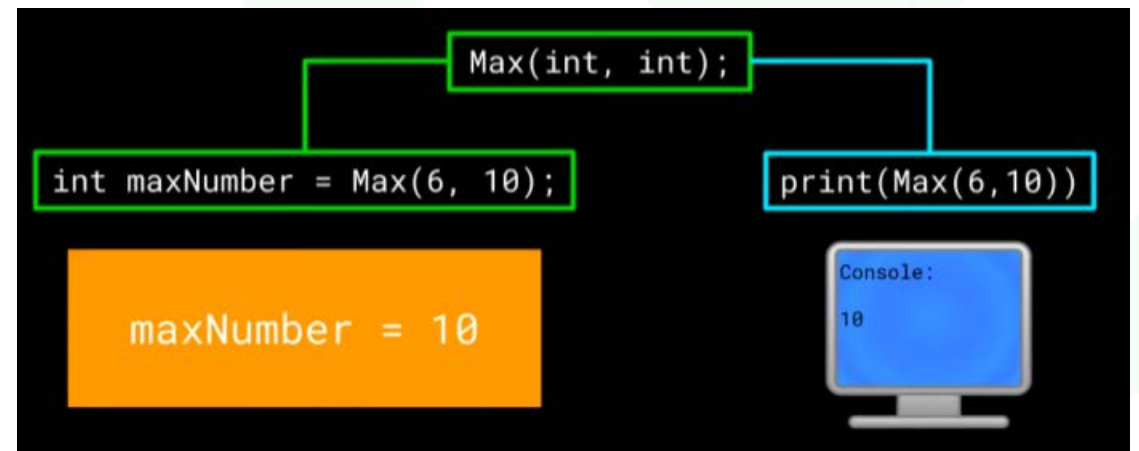 Max(int, int);
int maxNumber = Max(6, 10);
print(Max(6,10))
maxNumber = 10
Console:
10